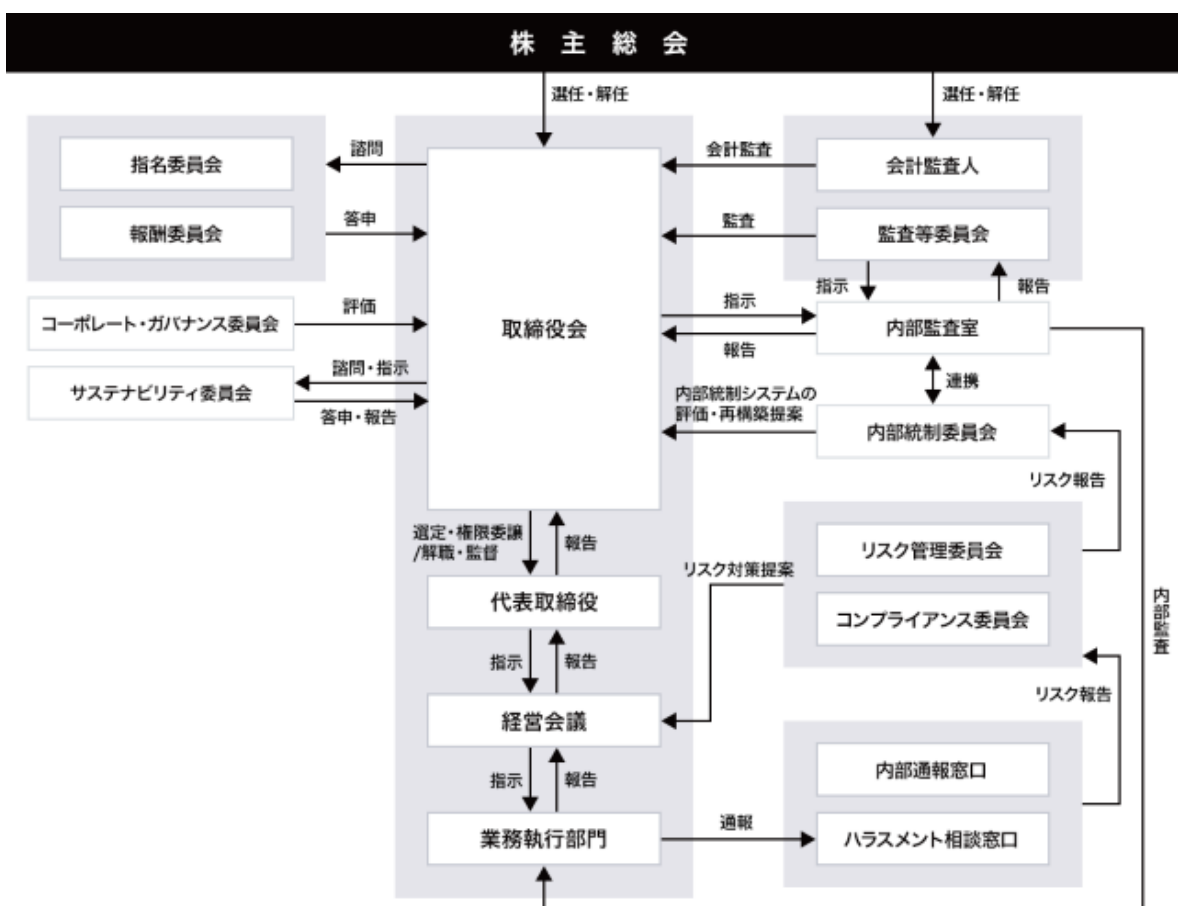 株主総会
選任・解任
選任・解任
指名委員会
報酬委員会
諮問
答申
コーポレート・ガバナンス委員会
評価
サステナビリティ委員会
諮問・指示
答申・報告
取締役会
会計監査
会計監査人
監査
監査等委員会
指示
報告
指示
報告
内部監査室
連携
内部統制システムの
評価・再構築提案
内部統制委員会
リスク報告
選定・権限委譲
/解職・監督
報告
代表取締役
リスク対策提案
リスク管理委員会
コンプライアンス委員会
内部監査
指示
報告
経営会議
リスク報告
指示
報告
業務執行部門
通報
内部通報窓口
ハラスメント相談窓口